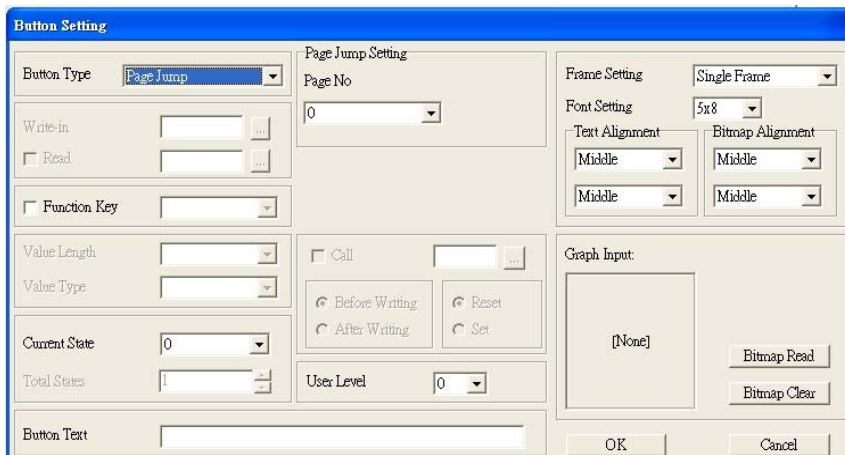 Button Setting
Button Type
Page Jump
Write-in
...
Read
...
Function Key
Value Length
Value Type
Current State
0
Total States
1
Button Text
Page Jump Setting
Page No
0
Call
...
Before Writing
After Writing
Reset
Set
User Level
0
Frame Setting
Single Frame
Font Setting
5x8
Text Alignment
Middle
Middle
Bitmap Alignment
Middle
Middle
Graph Input:
[None]
Bitmap Read
Bitmap Clear
OK
Cancel